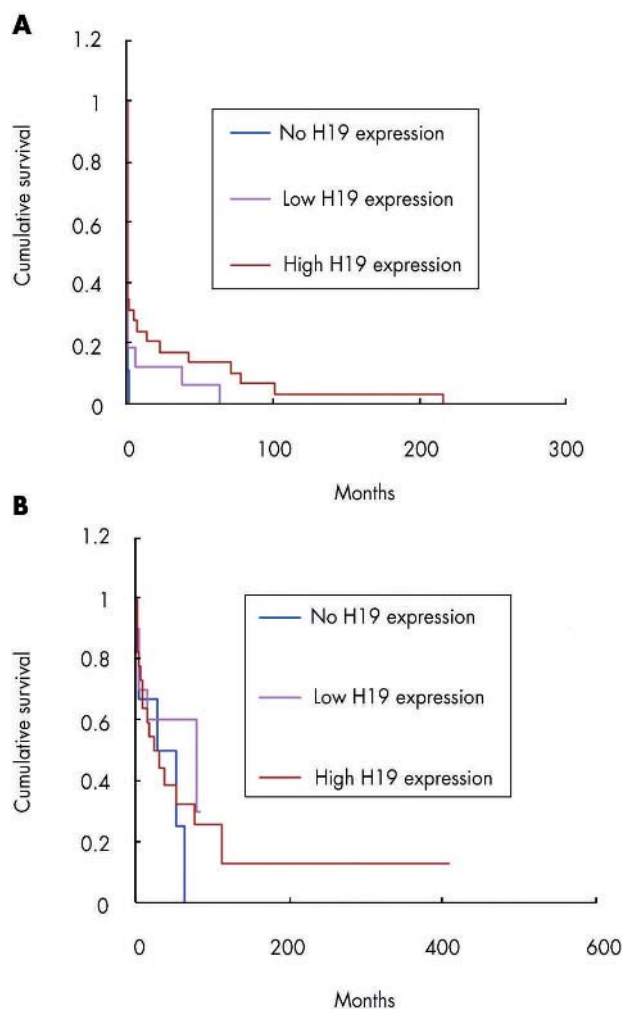 A
1.2
1
0.8
0.6
0.4
0.2
0
Cumulative survival
No H19 expression
Low H19 expression
High H19 expression
0 100 200 300
Months
B
1.2
1
0.8
0.6
0.4
0.2
0
Cumulative survival
No H19 expression
Low H19 expression
High H19 expression
0 200 400 600
Months